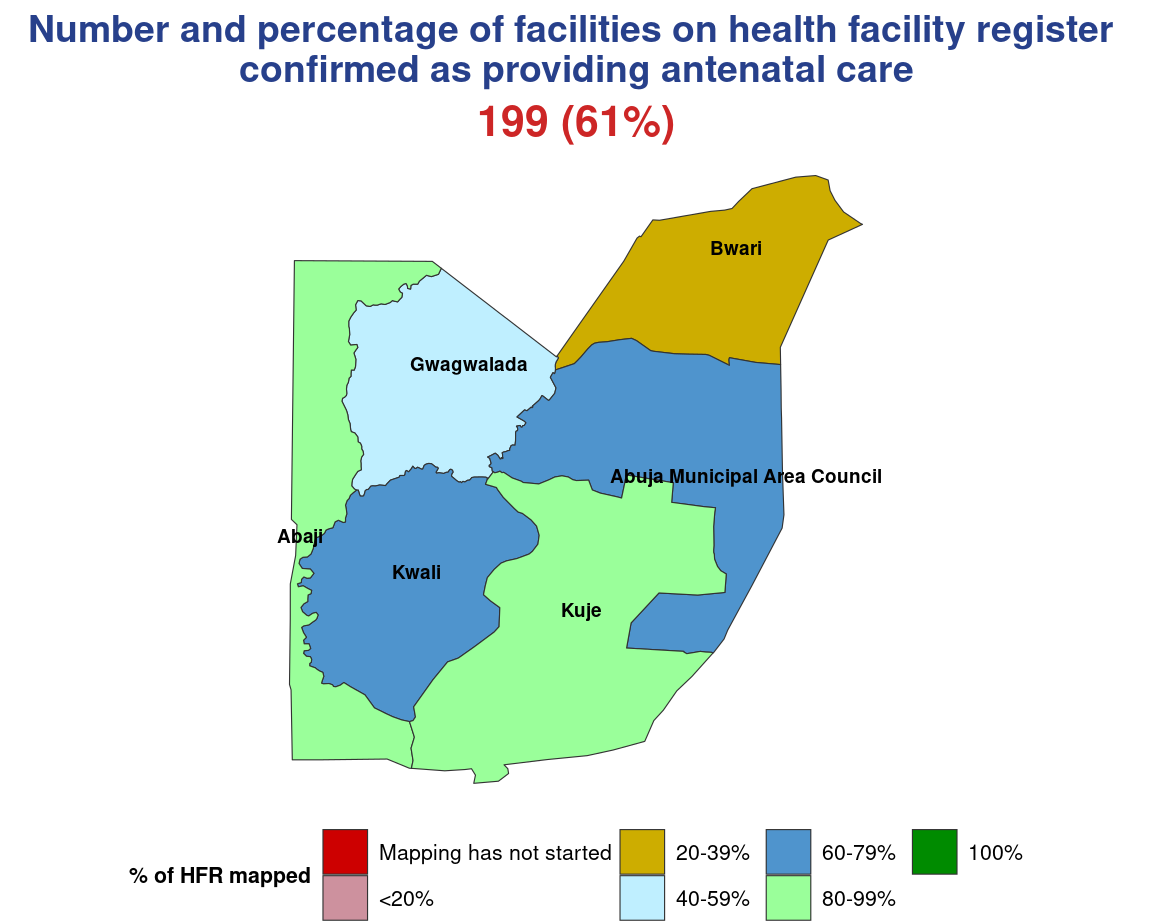 Number and percentage of facilities on health facility register
confirmed as providing antenatal care
199 (61%)
Bwari
Gwagwalada
Abuja Municipal Area Council
Abaji
Kwali
Kuje
% of HFR mapped
Mapping has not started
<20%
20-39%
40-59%
60-79%
80-99%
100%